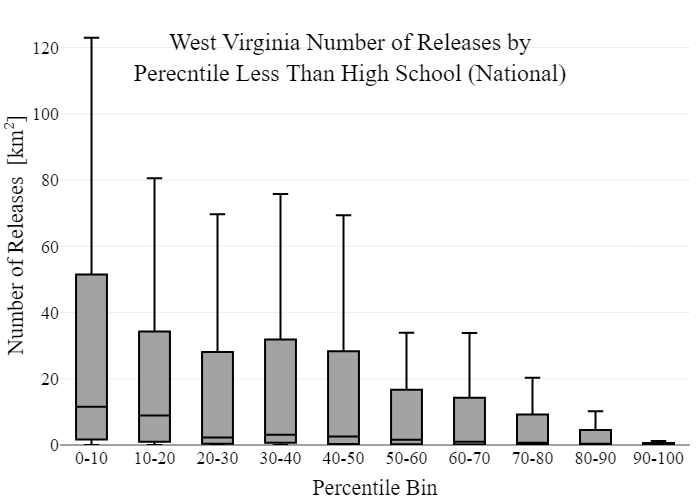 West Virginia Number of Releases by
Perecntile Less Than High School (National)
Number of Releases [km²]
120
100
80
60
40
20
0
0-10 10-20 20-30 30-40 40-50 50-60 60-70 70-80 80-90 90-100
Percentile Bin